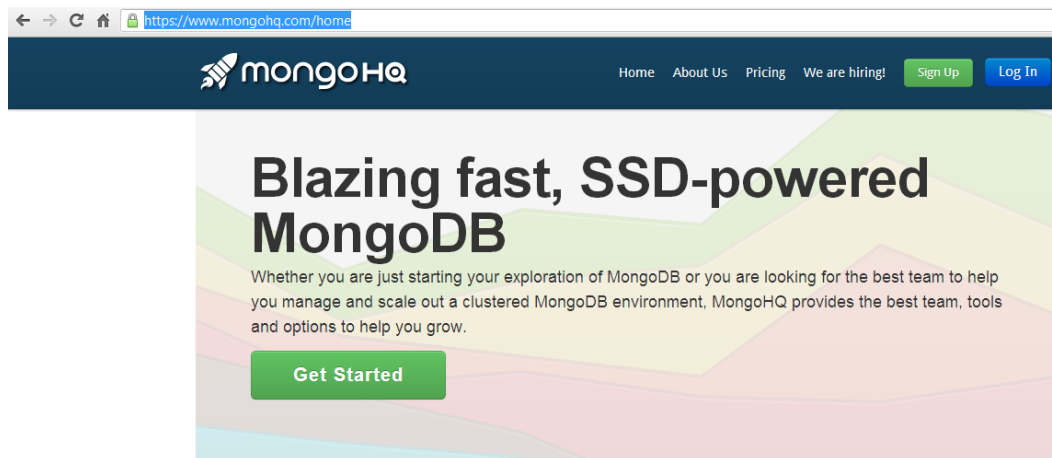 https://www.mongohq.com/home
mongoHQ Home About Us Pricing We are hiring! Sign Up Log In
Blazing fast, SSD-powered
MongoDB
Whether you are just starting your exploration of MongoDB or you are looking for the best team to help
you manage and scale out a clustered MongoDB environment, MongoHQ provides the best team, tools
and options to help you grow.
Get Started